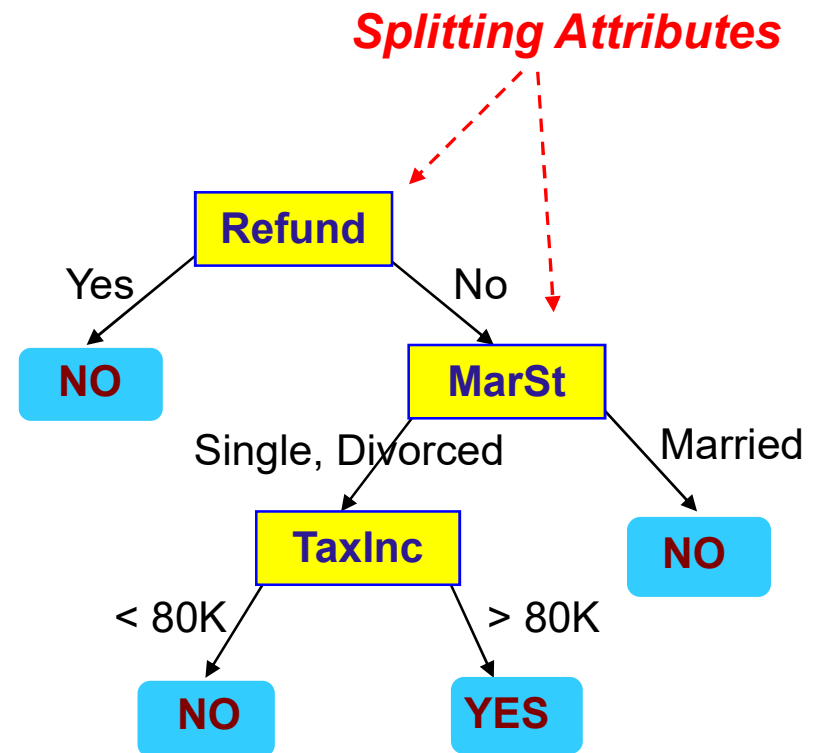 Splitting Attributes
Refund
Yes
No
NO
MarSt
Single, Divorced
Married
TaxInc
NO
< 80K
> 80K
NO
YES